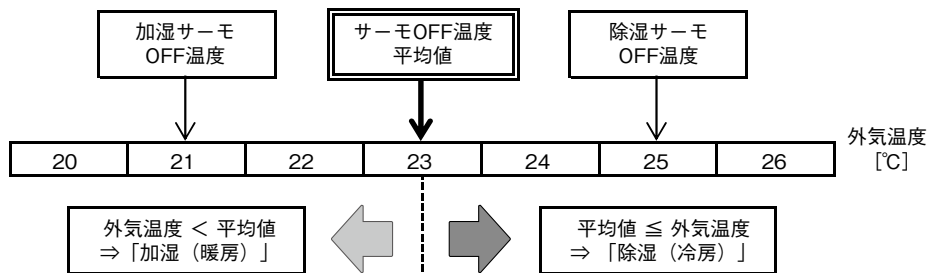 加湿サーモ
OFF温度
サーモOFF温度
平均値
除湿サーモ
OFF温度
20 21 22 23 24 25 26
外気温度
[℃]
外気温度 < 平均値
⇒「加湿（暖房）」
平均値 ≦ 外気温度
⇒「除湿（冷房）」